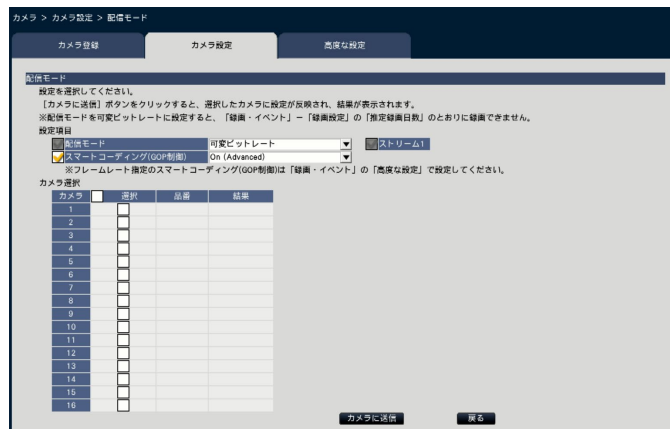 カメラ > カメラ設定 > 配信モード
カメラ登録 カメラ設定 高度な設定
配信モード
設定を選択してください。
［カメラに送信］ボタンをクリックすると、選択したカメラに設定が反映され、結果が表示されます。
※配信モードを可変ビットレートに設定すると、「録画・イベント」－「録画設定」の「推定録画日数」のとおりに録画できません。
設定項目
配信モード 可変ビットレート ストリーム1
スマートコーディング(GOP制御) On (Advanced)
※フレームレート指定のスマートコーディング(GOP制御)は「録画・イベント」の「高度な設定」で設定してください。
カメラ選択
カメラ 選択 品番 結果
1
2
3
4
5
6
7
8
9
10
11
12
13
14
15
16
カメラに送信 戻る